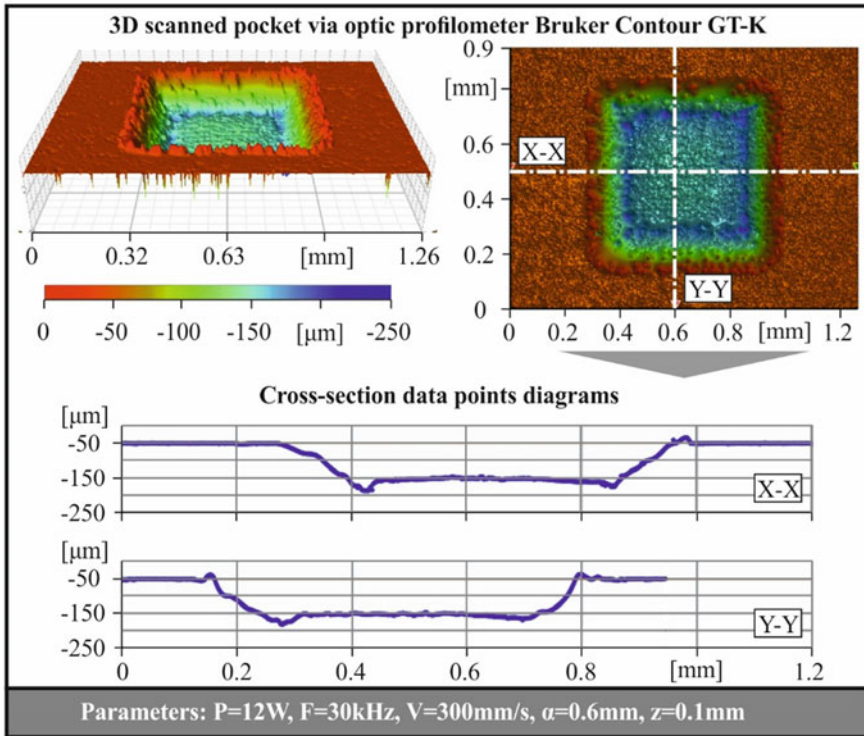 3D scanned pocket via optic profilometer Bruker Contour GT-K
0 0.32 0.63 [mm] 1.26
0 -50 -100 -150 [μm] -250
0.9
[mm]
0.6
0.4
0.2
0
X-X
Y-Y
0 0.2 0.4 0.6 0.8 [mm] 1.2
Cross-section data points diagrams
[μm]
-50
-150
-250
X-X
[μm]
-50
-150
-250
Y-Y
0 0.2 0.4 0.6 0.8 [mm] 1.2
Parameters: P=12W, F=30kHz, V=300mm/s, α=0.6mm, z=0.1mm